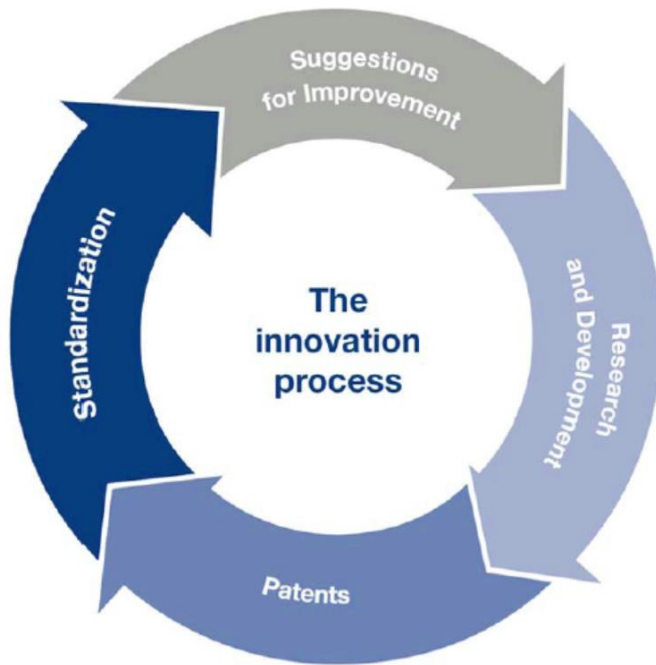 Suggestions
for Improvement
Research
and Development
Patents
Standardization
The
innovation
process